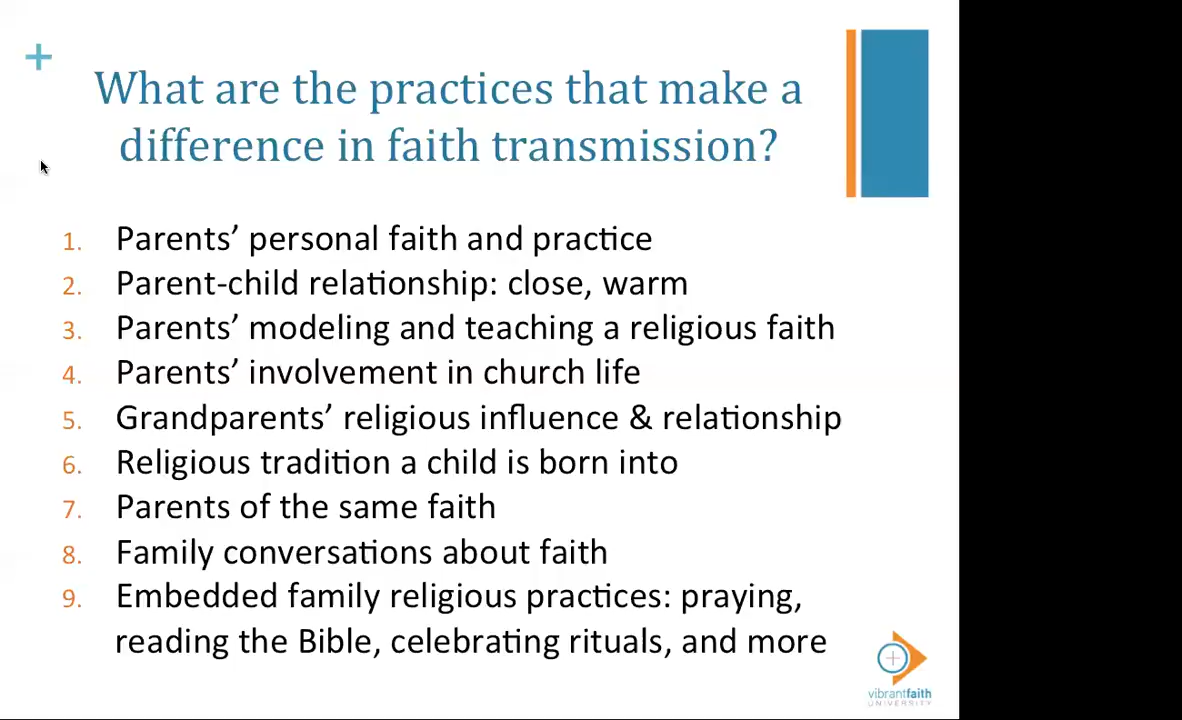 What are the practices that make a
difference in faith transmission?
1. Parents’ personal faith and practice
2. Parent-child relationship: close, warm
3. Parents’ modeling and teaching a religious faith
4. Parents’ involvement in church life
5. Grandparents’ religious influence & relationship
6. Religious tradition a child is born into
7. Parents of the same faith
8. Family conversations about faith
9. Embedded family religious practices: praying,
reading the Bible, celebrating rituals, and more
vibrantfaith
UNIVERSITY